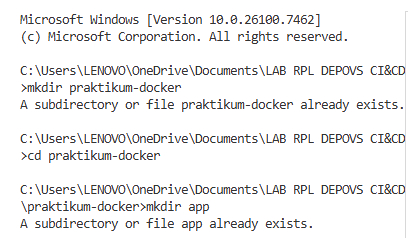 Microsoft Windows [Version 10.0.26100.7462]
(c) Microsoft Corporation. All rights reserved.
C:\Users\LENOVO\OneDrive\Documents\LAB RPL DEPOVS CI&CD
>mkdir praktikum-docker
A subdirectory or file praktikum-docker already exists.
C:\Users\LENOVO\OneDrive\Documents\LAB RPL DEPOVS CI&CD
>cd praktikum-docker
C:\Users\LENOVO\OneDrive\Documents\LAB RPL DEPOVS CI&CD
\praktikum-docker>mkdir app
A subdirectory or file app already exists.